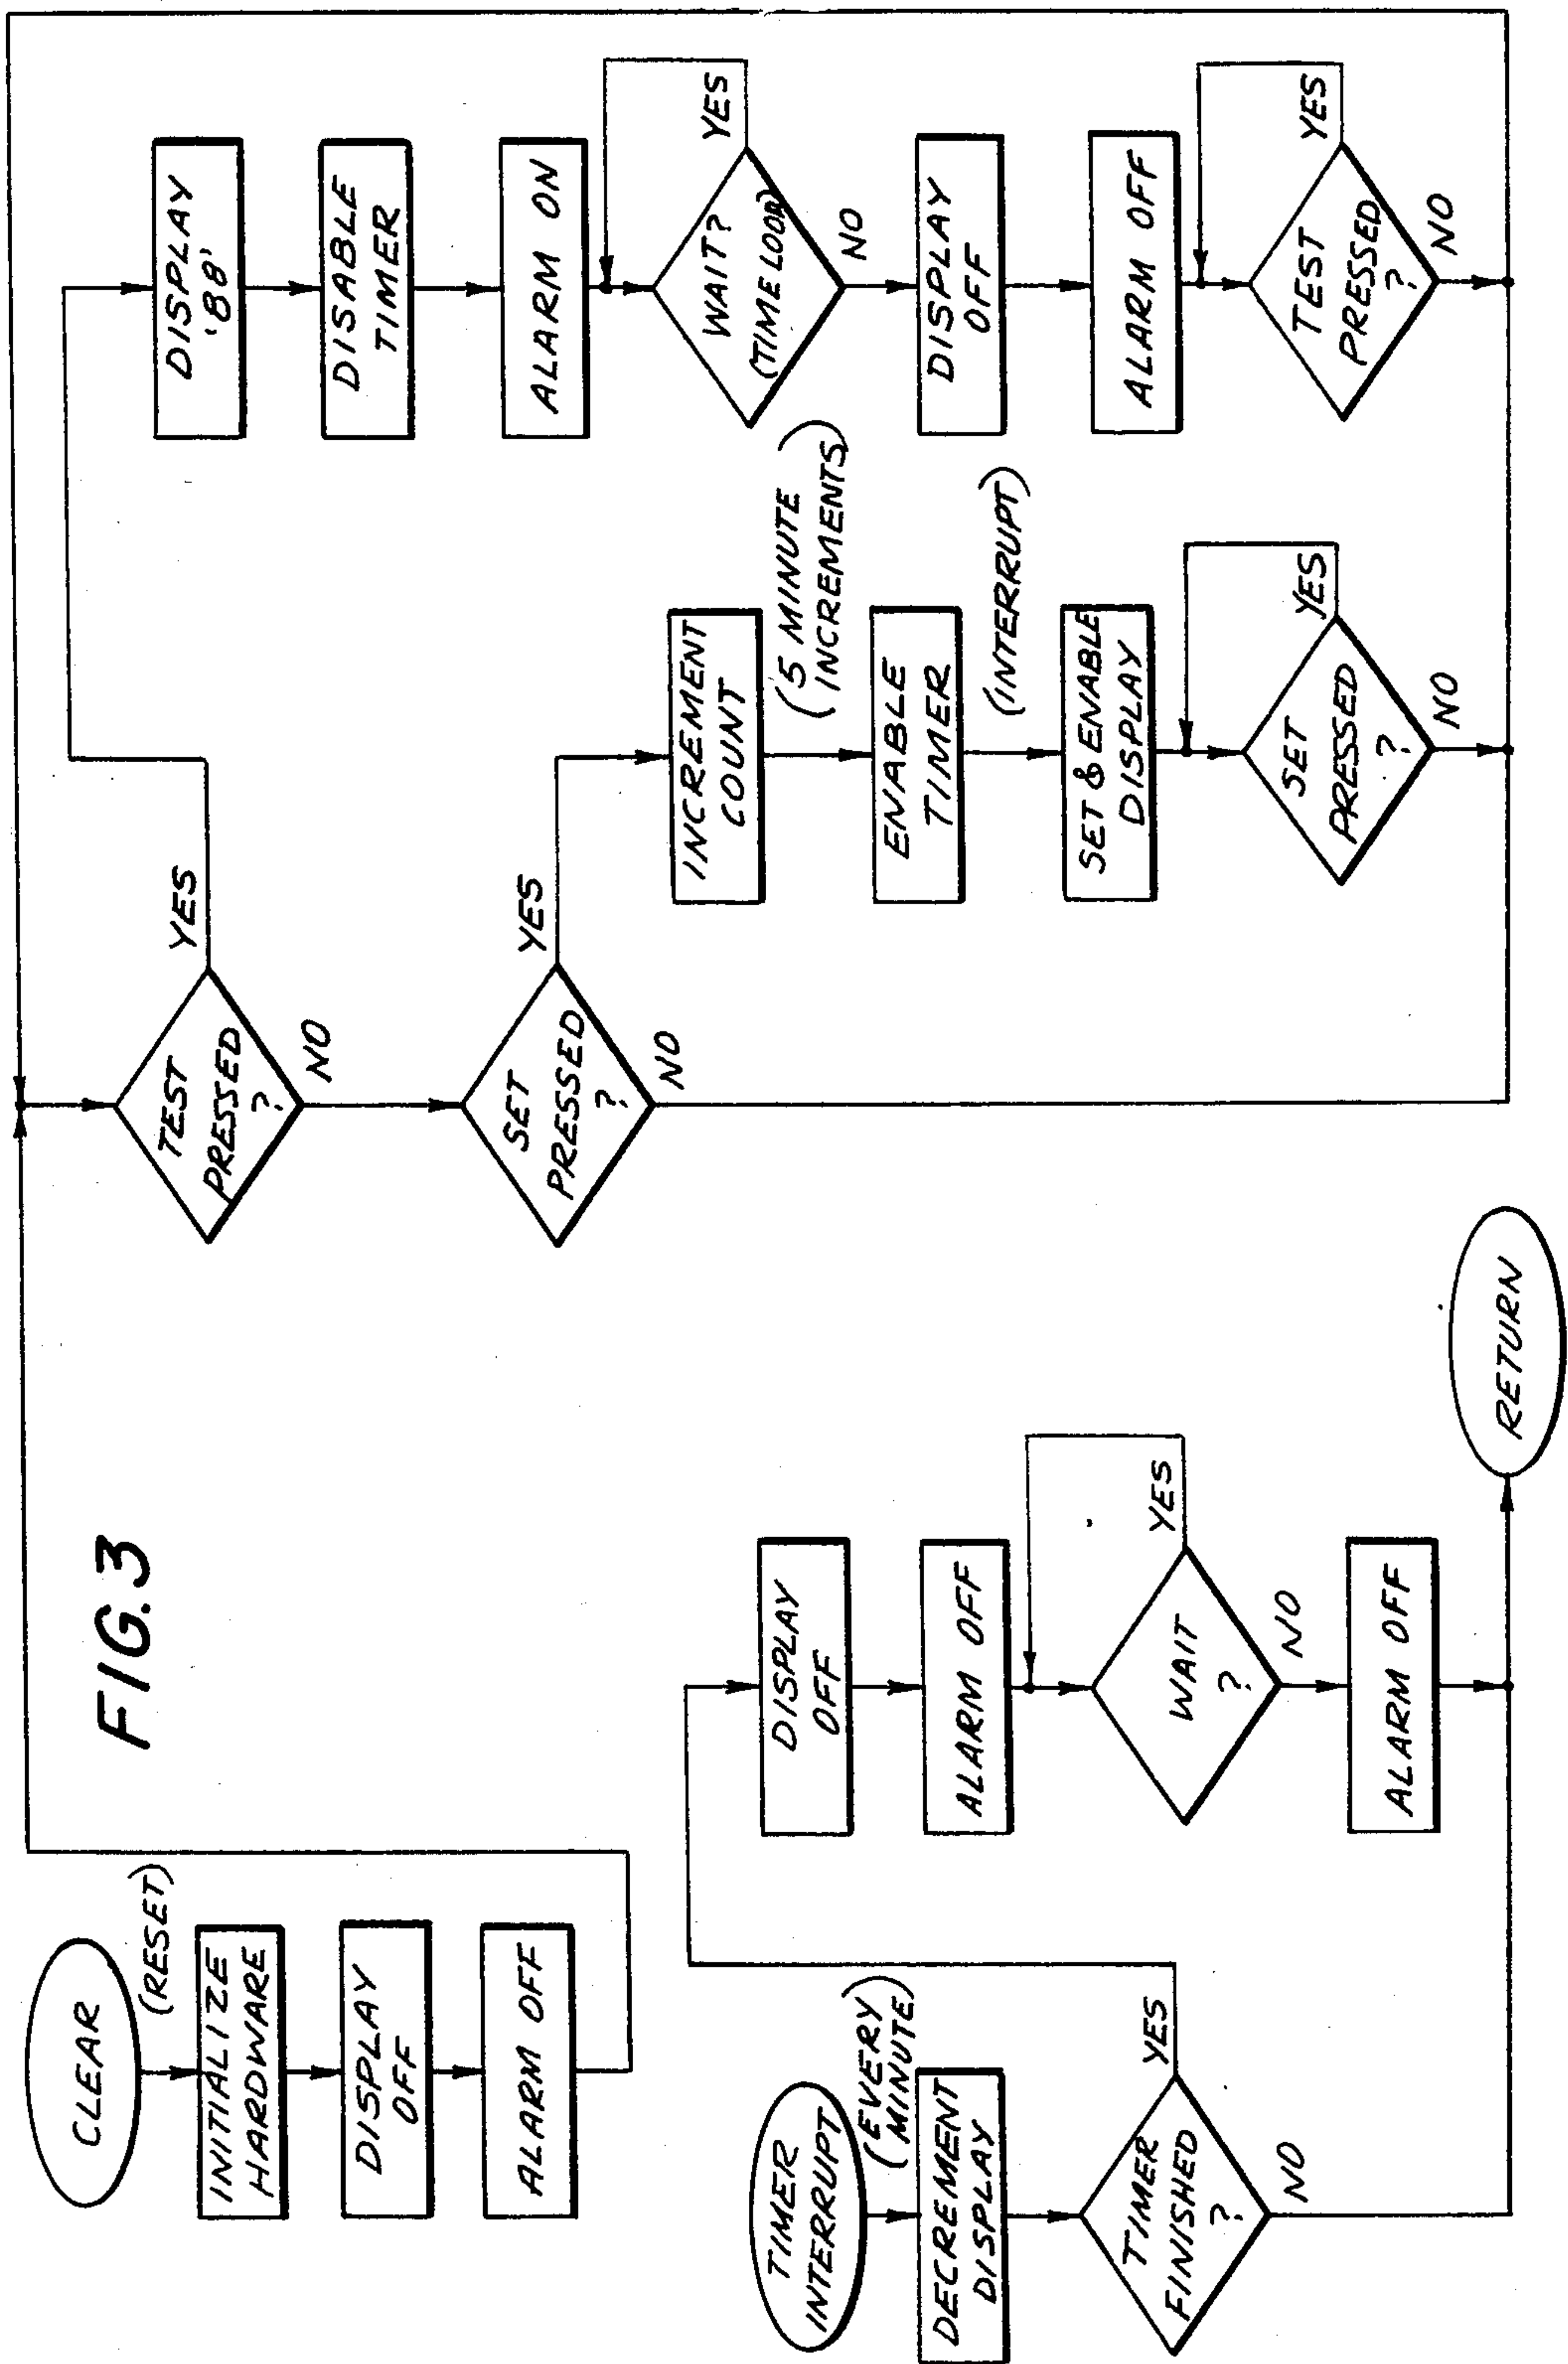 FIG. 3
CLEAR
(RESET)
INITIALIZE
HARDWARE
DISPLAY
OFF
ALARM OFF
TIMER
INTERRUPT
(EVERY
MINUTE)
DECREMENT
DISPLAY
TIMER
FINISHED
?
YES
NO
DISPLAY
OFF
ALARM OFF
WAIT
?
YES
NO
ALARM OFF
RETURN
TEST
PRESSED
?
YES
NO
SET
PRESSED
?
YES
NO
INCREMENT
COUNT
(5 MINUTE
INCREMENTS)
ENABLE
TIMER
(INTERRUPT)
SET & ENABLE
DISPLAY
SET
PRESSED
?
YES
NO
DISPLAY
'88'
DISABLE
TIMER
ALARM ON
WAIT?
(TIME LOOP)
YES
NO
DISPLAY
OFF
ALARM OFF
TEST
PRESSED
?
YES
NO